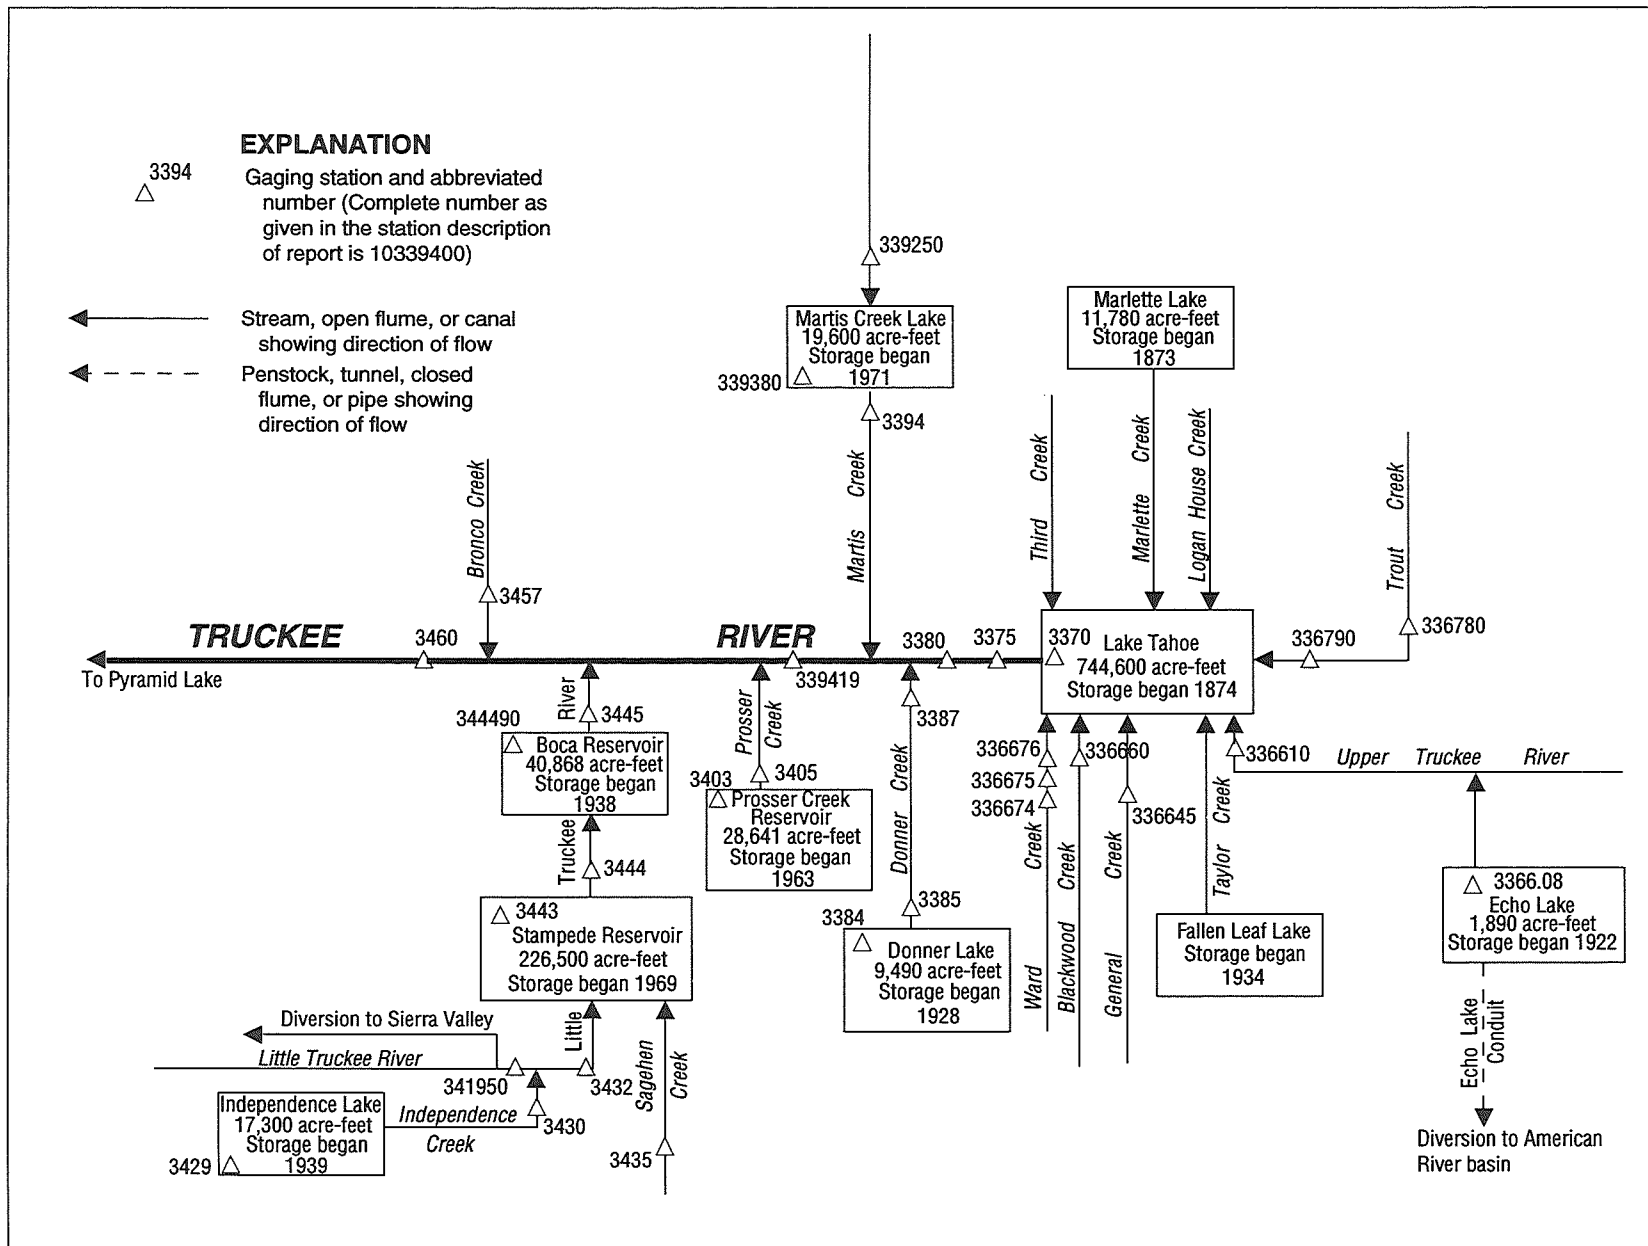 EXPLANATION
3394
Gaging station and abbreviated
number (Complete number as
given in the station description
of report is 10339400)
Stream, open flume, or canal
showing direction of flow
Penstock, tunnel, closed
flume, or pipe showing
direction of flow
339250
Martis Creek Lake
19,600 acre-feet
Storage began
1971
339380
3394
Marlette Lake
11,780 acre-feet
Storage began
1873
Bronco Creek
3457
Martis Creek
Third Creek
Marlette Creek
Logan House Creek
Trout Creek
336780
336790
TRUCKEE RIVER
3460
339419
3380
3375
3370
Lake Tahoe
744,600 acre-feet
Storage began 1874
To Pyramid Lake
344490
River
3445
Boca Reservoir
40,868 acre-feet
Storage began
1938
Truckee
3444
3443
Stampede Reservoir
226,500 acre-feet
Storage began 1969
Little
Diversion to Sierra Valley
Little Truckee River
341950
3432
Independence Lake
17,300 acre-feet
Storage began
1939
3429
Independence
Creek
3430
Sagehen
Creek
3435
Prosser
Creek
3403
3405
Prosser Creek
Reservoir
28,641 acre-feet
Storage began
1963
3387
Donner Creek
3384
3385
Donner Lake
9,490 acre-feet
Storage began
1928
336676
336675
336674
Ward Creek
336660
Blackwood Creek
336645
General Creek
Taylor Creek
Fallen Leaf Lake
Storage began
1934
336610
Upper Truckee River
3366.08
Echo Lake
1,890 acre-feet
Storage began 1922
Echo Lake
Conduit
Diversion to American
River basin